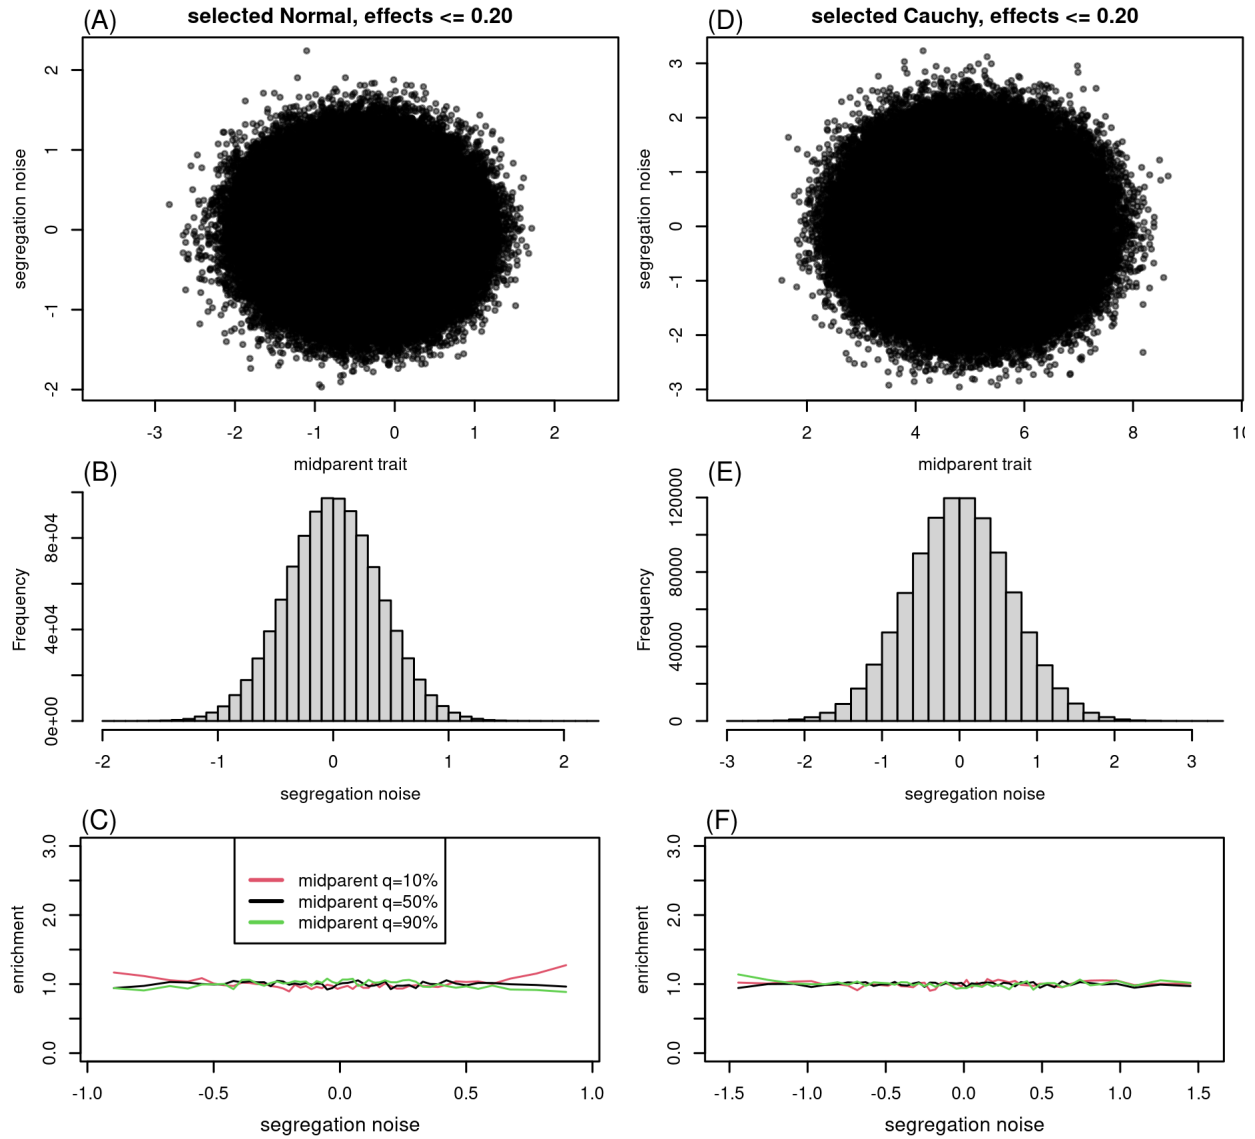 (A) selected Normal, effects <= 0.20
2
1
0
-1
-2
segregation noise
-3 -2 -1 0 1 2
midparent trait
(D) selected Cauchy, effects <= 0.20
3
2
1
0
-1
-2
-3
segregation noise
2 4 6 8 10
midparent trait
(B)
8e+04
4e+04
0e+00
Frequency
-2 -1 0 1 2
segregation noise
(E)
120000
80000
40000
0
Frequency
-3 -2 -1 0 1 2 3
segregation noise
(C)
3.0
2.0
1.0
0.0
enrichment
midparent q=10%
midparent q=50%
midparent q=90%
-1.0 -0.5 0.0 0.5 1.0
segregation noise
(F)
3.0
2.0
1.0
0.0
enrichment
-1.5 -1.0 -0.5 0.0 0.5 1.0 1.5
segregation noise